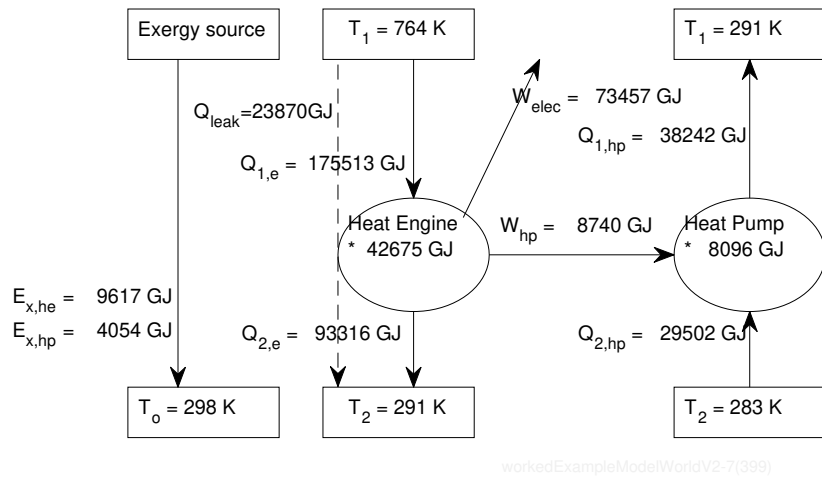 Exergy source
T1 = 764 K
T1 = 291 K
Qleak=23870GJ
Welec = 73457 GJ
Q1,hp = 38242 GJ
Q1,e = 175513 GJ
Heat Engine
* 42675 GJ
Whp = 8740 GJ
Heat Pump
* 8096 GJ
Ex,he = 9617 GJ
Ex,hp = 4054 GJ
Q2,e = 93316 GJ
Q2,hp = 29502 GJ
To = 298 K
T2 = 291 K
T2 = 283 K
workedExampleModelWorldV2-7(399)